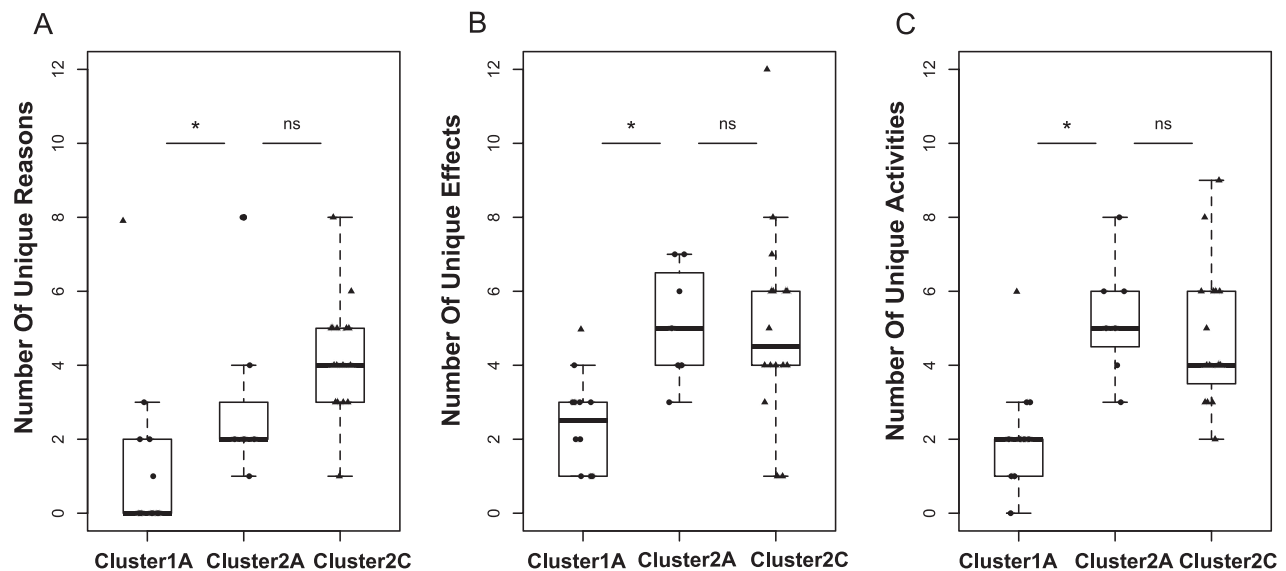 A
Number Of Unique Reasons
12
10
8
6
4
2
0
*
ns
Cluster1A
Cluster2A
Cluster2C
B
Number Of Unique Effects
12
10
8
6
4
2
0
*
ns
Cluster1A
Cluster2A
Cluster2C
C
Number Of Unique Activities
12
10
8
6
4
2
0
*
ns
Cluster1A
Cluster2A
Cluster2C